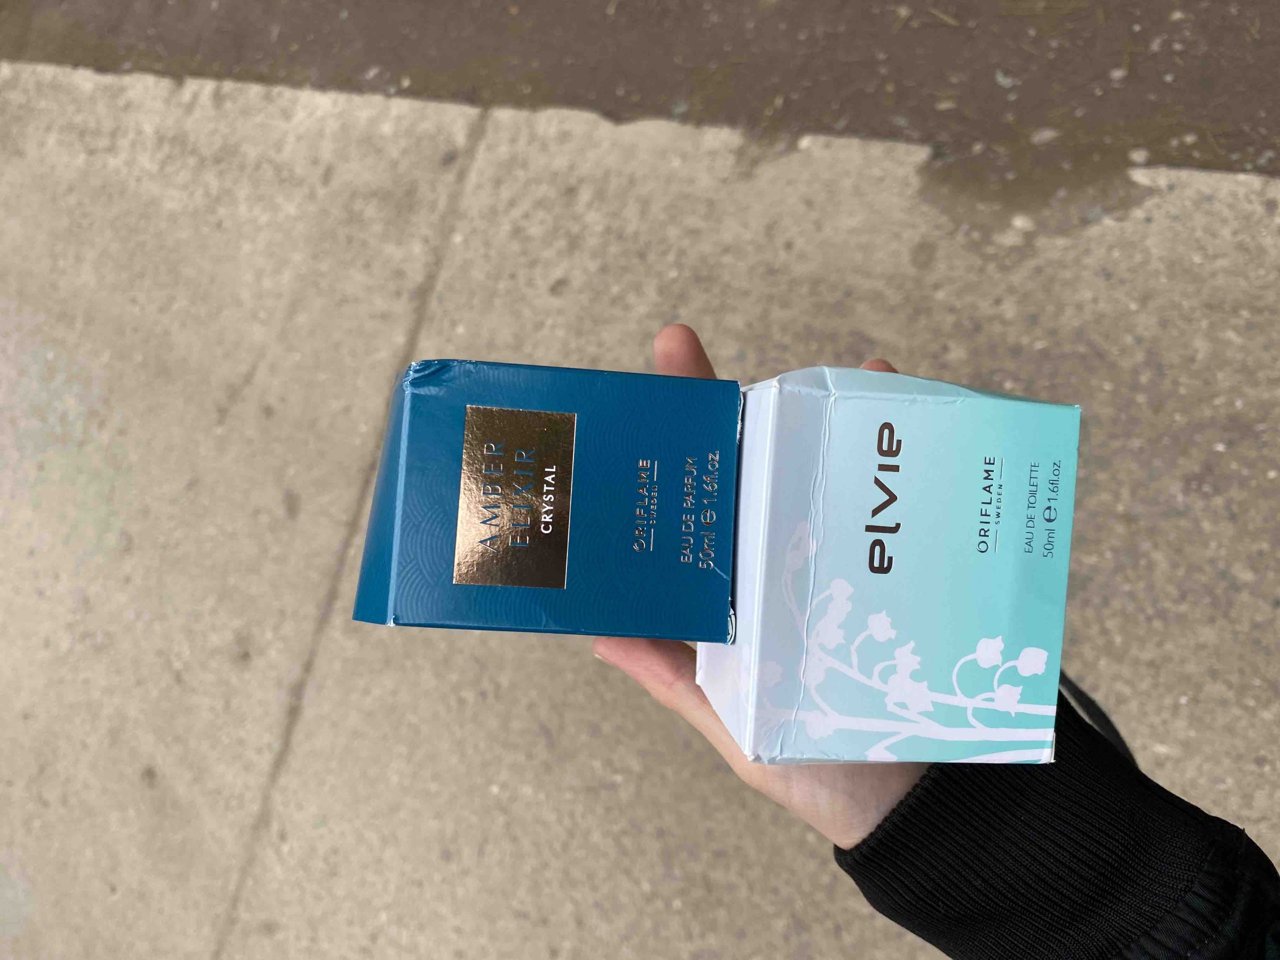 AMBER
ELIXIR
CRYSTAL
ORIFLAME
SWEDEN
EAU DE PARFUM
50ml e 1.6fl.oz.
elvie
ORIFLAME
SWEDEN
EAU DE TOILETTE
50ml e 1.6fl.oz.